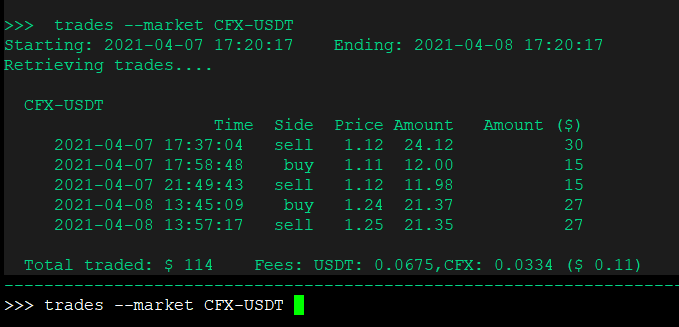 >>>  trades --market CFX-USDT
Starting: 2021-04-07 17:20:17    Ending: 2021-04-08 17:20:17
Retrieving trades....
CFX-USDT
Time  Side  Price Amount   Amount ($)
2021-04-07 17:37:04   sell   1.12  24.12           30
2021-04-07 17:58:48    buy   1.11  12.00           15
2021-04-07 21:49:43   sell   1.12  11.98           15
2021-04-08 13:45:09    buy   1.24  21.37           27
2021-04-08 13:57:17   sell   1.25  21.35           27
Total traded: $ 114    Fees: USDT: 0.0675,CFX: 0.0334 ($ 0.11)
--------------------------------------------------------------------
>>> trades --market CFX-USDT